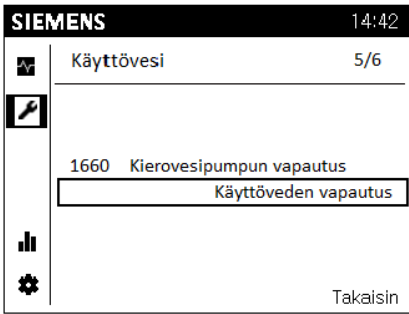 SIEMENS 14:42
Käyttövesi 5/6
1660 Kierovesipumpun vapautus
Käyttöveden vapautus
Takaisin